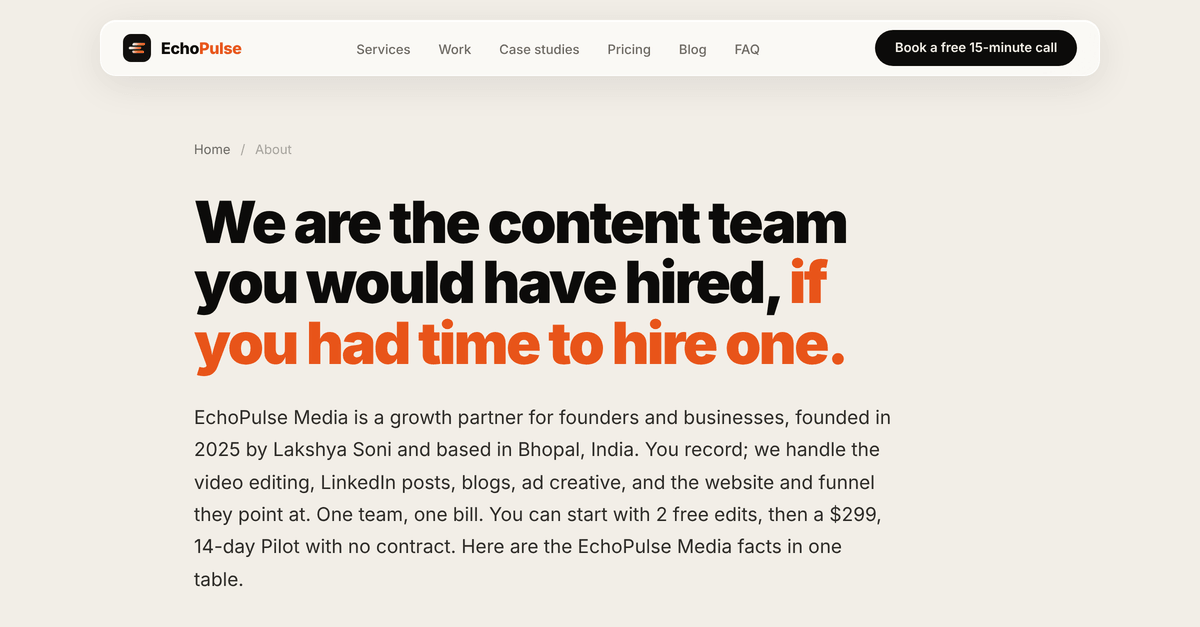 EchoPulse
Services
Work
Case studies
Pricing
Blog
FAQ
Book a free 15-minute call
Home / About
We are the content team
you would have hired, if
you had time to hire one.
EchoPulse Media is a growth partner for founders and businesses, founded in
2025 by Lakshya Soni and based in Bhopal, India. You record; we handle the
video editing, LinkedIn posts, blogs, ad creative, and the website and funnel
they point at. One team, one bill. You can start with 2 free edits, then a $299,
14-day Pilot with no contract. Here are the EchoPulse Media facts in one
table.